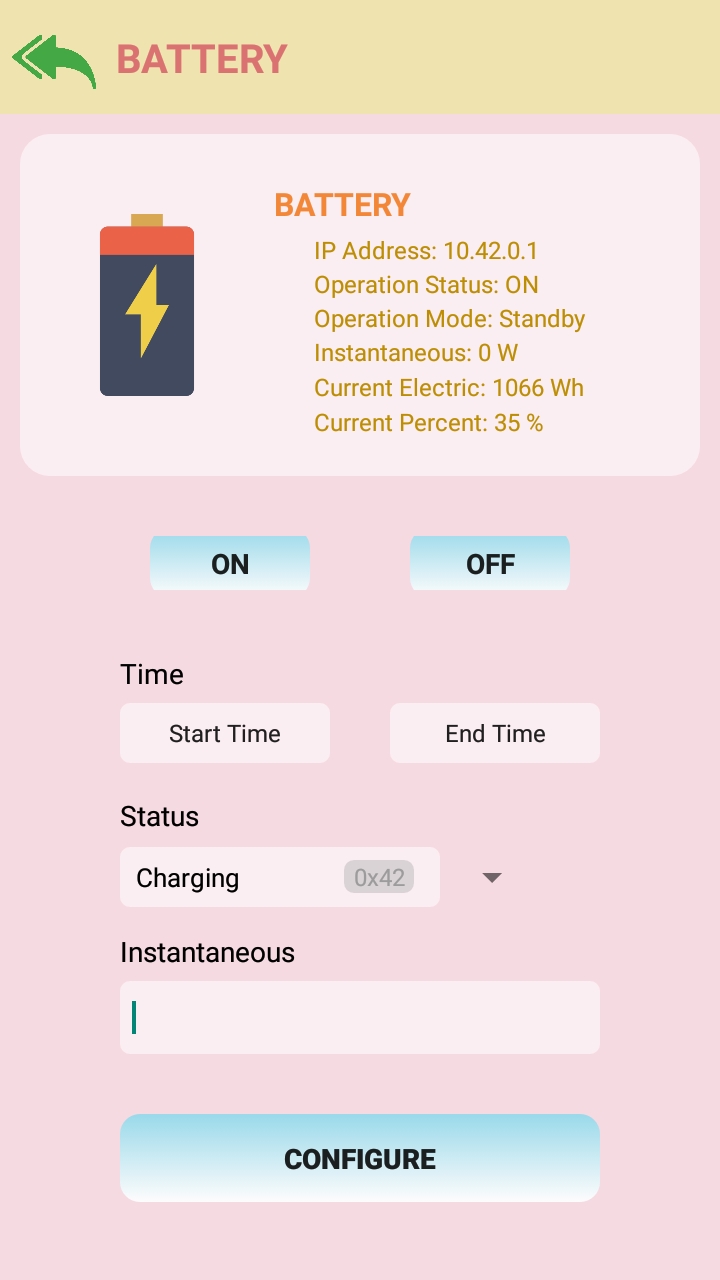 BATTERY
BATTERY
IP Address: 10.42.0.1
Operation Status: ON
Operation Mode: Standby
Instantaneous: 0 W
Current Electric: 1066 Wh
Current Percent: 35 %
ON OFF
Time
Start Time End Time
Status
Charging 0x42
Instantaneous
CONFIGURE